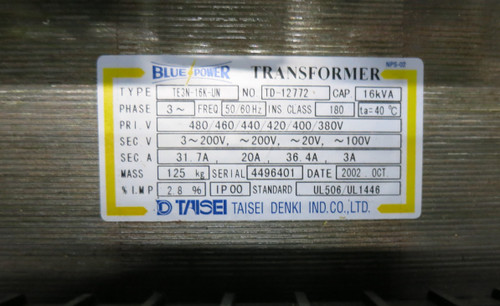 NPS-02
BLUE POWER TRANSFORMER
TYPE TE3N-16K-UN NO TD-12772 CAP 16kVA
PHASE 3~ FREQ 50/60Hz INS CLASS 180 ta=40℃
PRI.V 480/460/440/420/400/380V
SEC V 3~200V, ~200V, ~20V, ~100V
SEC A 31.7A, 20A, 36.4A, 3A
MASS 125 kg SERIAL 4496401 DATE 2002.OCT
%I.MP 2.8 % IP00 STANDARD UL506/UL1446
TAISEI TAISEI DENKI IND.CO.,LTD.